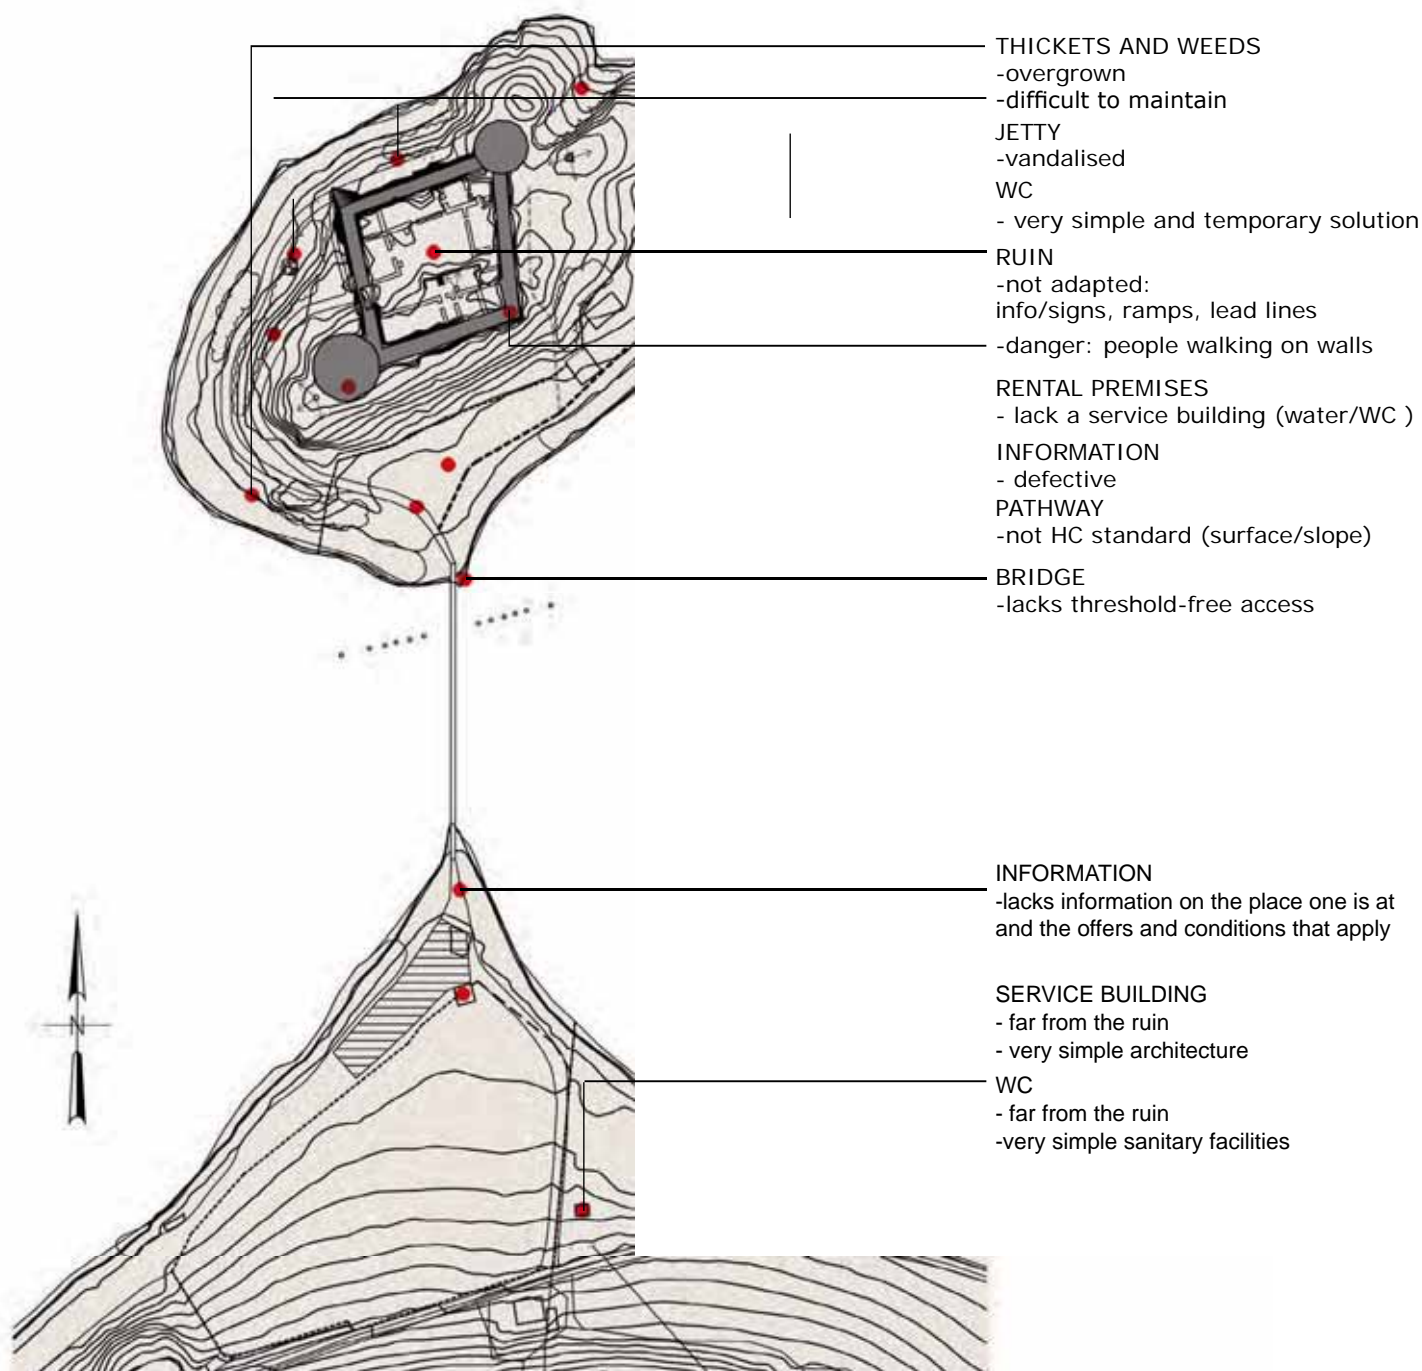 THICKETS AND WEEDS
-overgrown
-difficult to maintain
JETTY
-vandalised
WC
- very simple and temporary solution
RUIN
-not adapted:
info/signs, ramps, lead lines
-danger: people walking on walls
RENTAL PREMISES
- lack a service building (water/WC )
INFORMATION
- defective
PATHWAY
-not HC standard (surface/slope)
BRIDGE
-lacks threshold-free access
INFORMATION
-lacks information on the place one is at
and the offers and conditions that apply
N
SERVICE BUILDING
- far from the ruin
- very simple architecture
WC
- far from the ruin
-very simple sanitary facilities